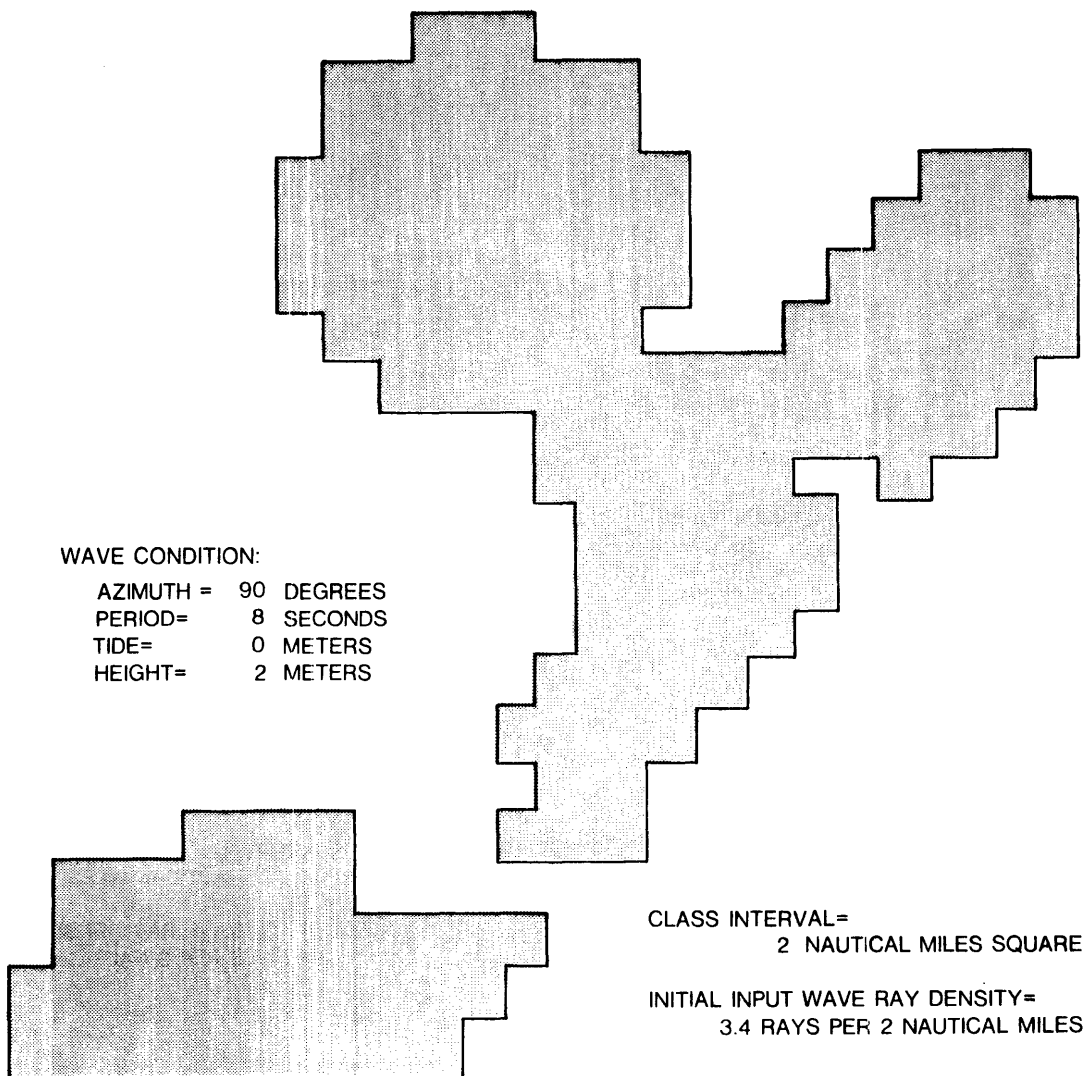 WAVE CONDITION:
AZIMUTH = 90 DEGREES
PERIOD= 8 SECONDS
TIDE= 0 METERS
HEIGHT= 2 METERS
CLASS INTERVAL=
2 NAUTICAL MILES SQUARE
INITIAL INPUT WAVE RAY DENSITY=
3.4 RAYS PER 2 NAUTICAL MILES